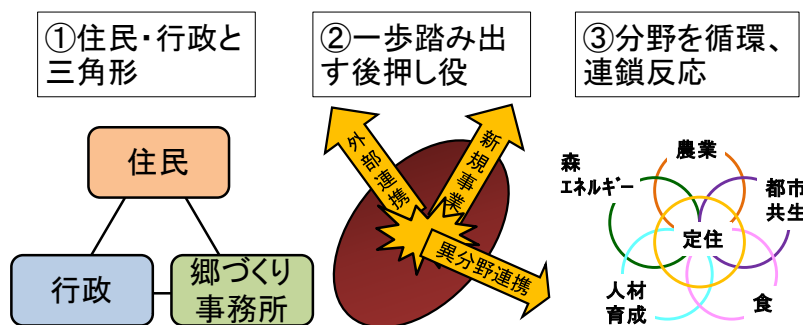 ①住民・行政と
三角形
②一歩踏み出
す後押し役
③分野を循環、
連鎖反応
住民
行政
郷づくり
事務所
外部連携
新規事業
異分野連携
農業
森
エネルギー
都市
共生
定住
人材
育成
食